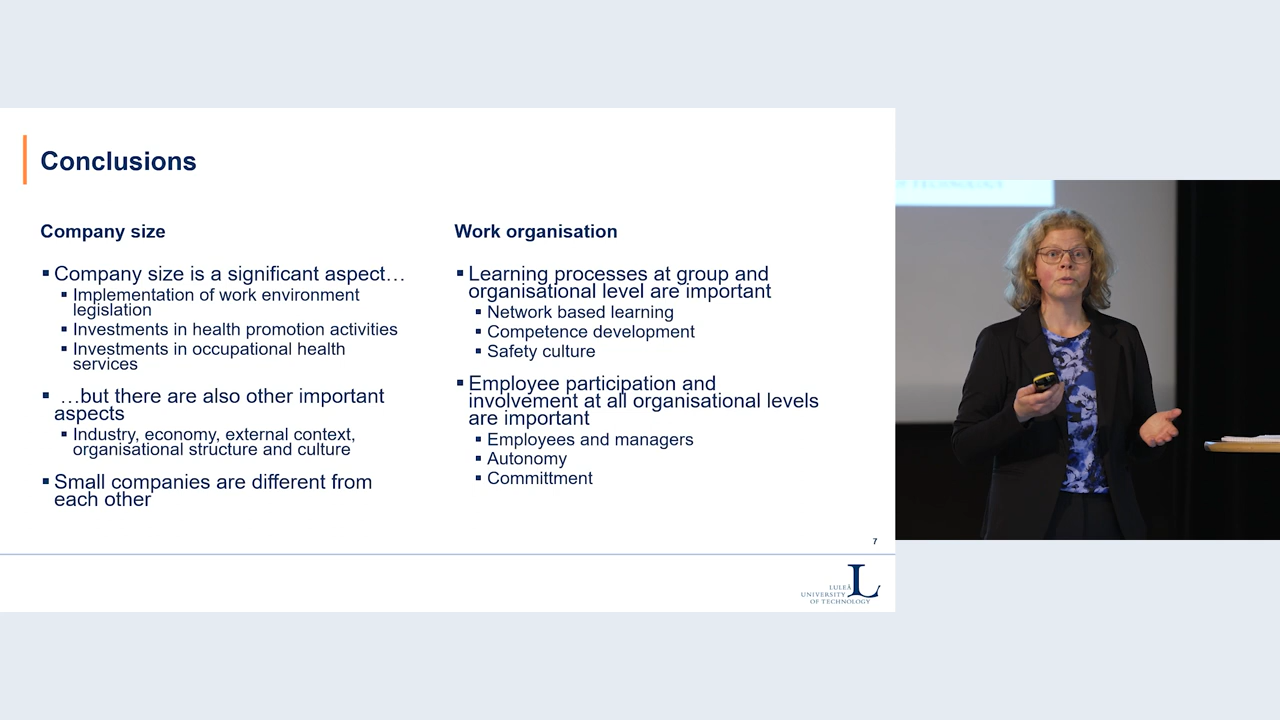 Conclusions
Company size
Company size is a significant aspect…
Implementation of work environment
legislation
Investments in health promotion activities
Investments in occupational health
services
…but there are also other important
aspects
Industry, economy, external context,
organisational structure and culture
Small companies are different from
each other
Work organisation
Learning processes at group and
organisational level are important
Network based learning
Competence development
Safety culture
Employee participation and
involvement at all organisational levels
are important
Employees and managers
Autonomy
Committment
7
LULEÅ
UNIVERSITY
OF TECHNOLOGY
L
OF TECHNOLOGY